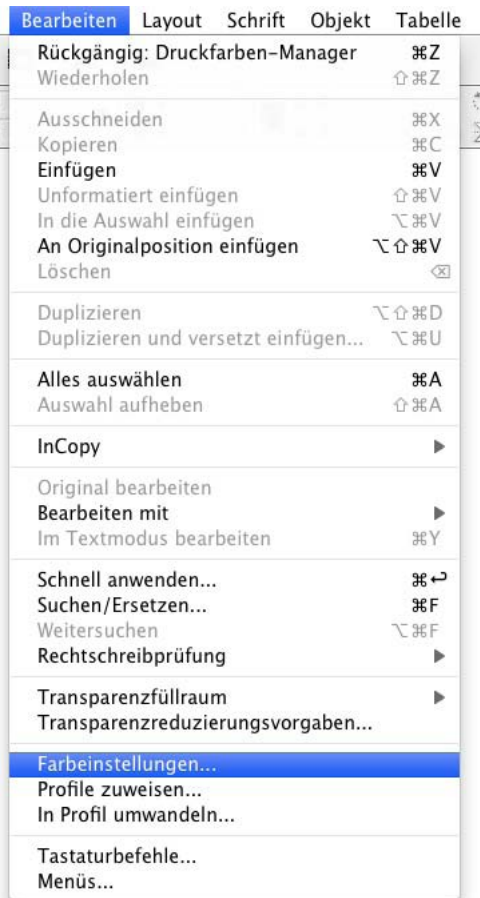 Bearbeiten Layout Schrift Objekt Tabelle
Rückgängig: Druckfarben-Manager ⌘Z
Wiederholen ⇧⌘Z
Ausschneiden ⌘X
Kopieren ⌘C
Einfügen ⌘V
Unformatiert einfügen ⇧⌘V
In die Auswahl einfügen ⌥⌘V
An Originalposition einfügen ⌥⇧⌘V
Löschen ⌫
Duplizieren ⌥⇧⌘D
Duplizieren und versetzt einfügen... ⌥⌘U
Alles auswählen ⌘A
Auswahl aufheben ⇧⌘A
InCopy ▶
Original bearbeiten
Bearbeiten mit ▶
Im Textmodus bearbeiten ⌘Y
Schnell anwenden... ⌘↩
Suchen/Ersetzen... ⌘F
Weitersuchen ⌥⌘F
Rechtschreibprüfung ▶
Transparenzfüllraum ▶
Transparenzreduzierungsvorgaben...
Farbeinstellungen...
Profile zuweisen...
In Profil umwandeln...
Tastaturbefehle...
Menüs...